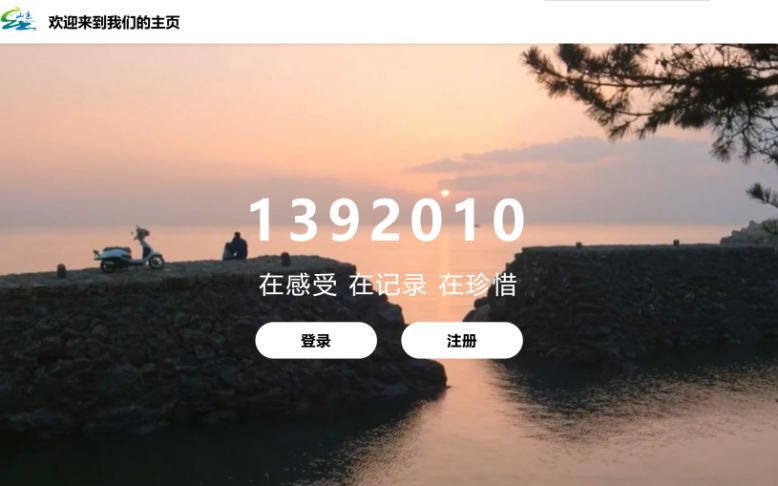 欢迎来到我们的主页
1392010
在感受 在记录 在珍惜
登录
注册